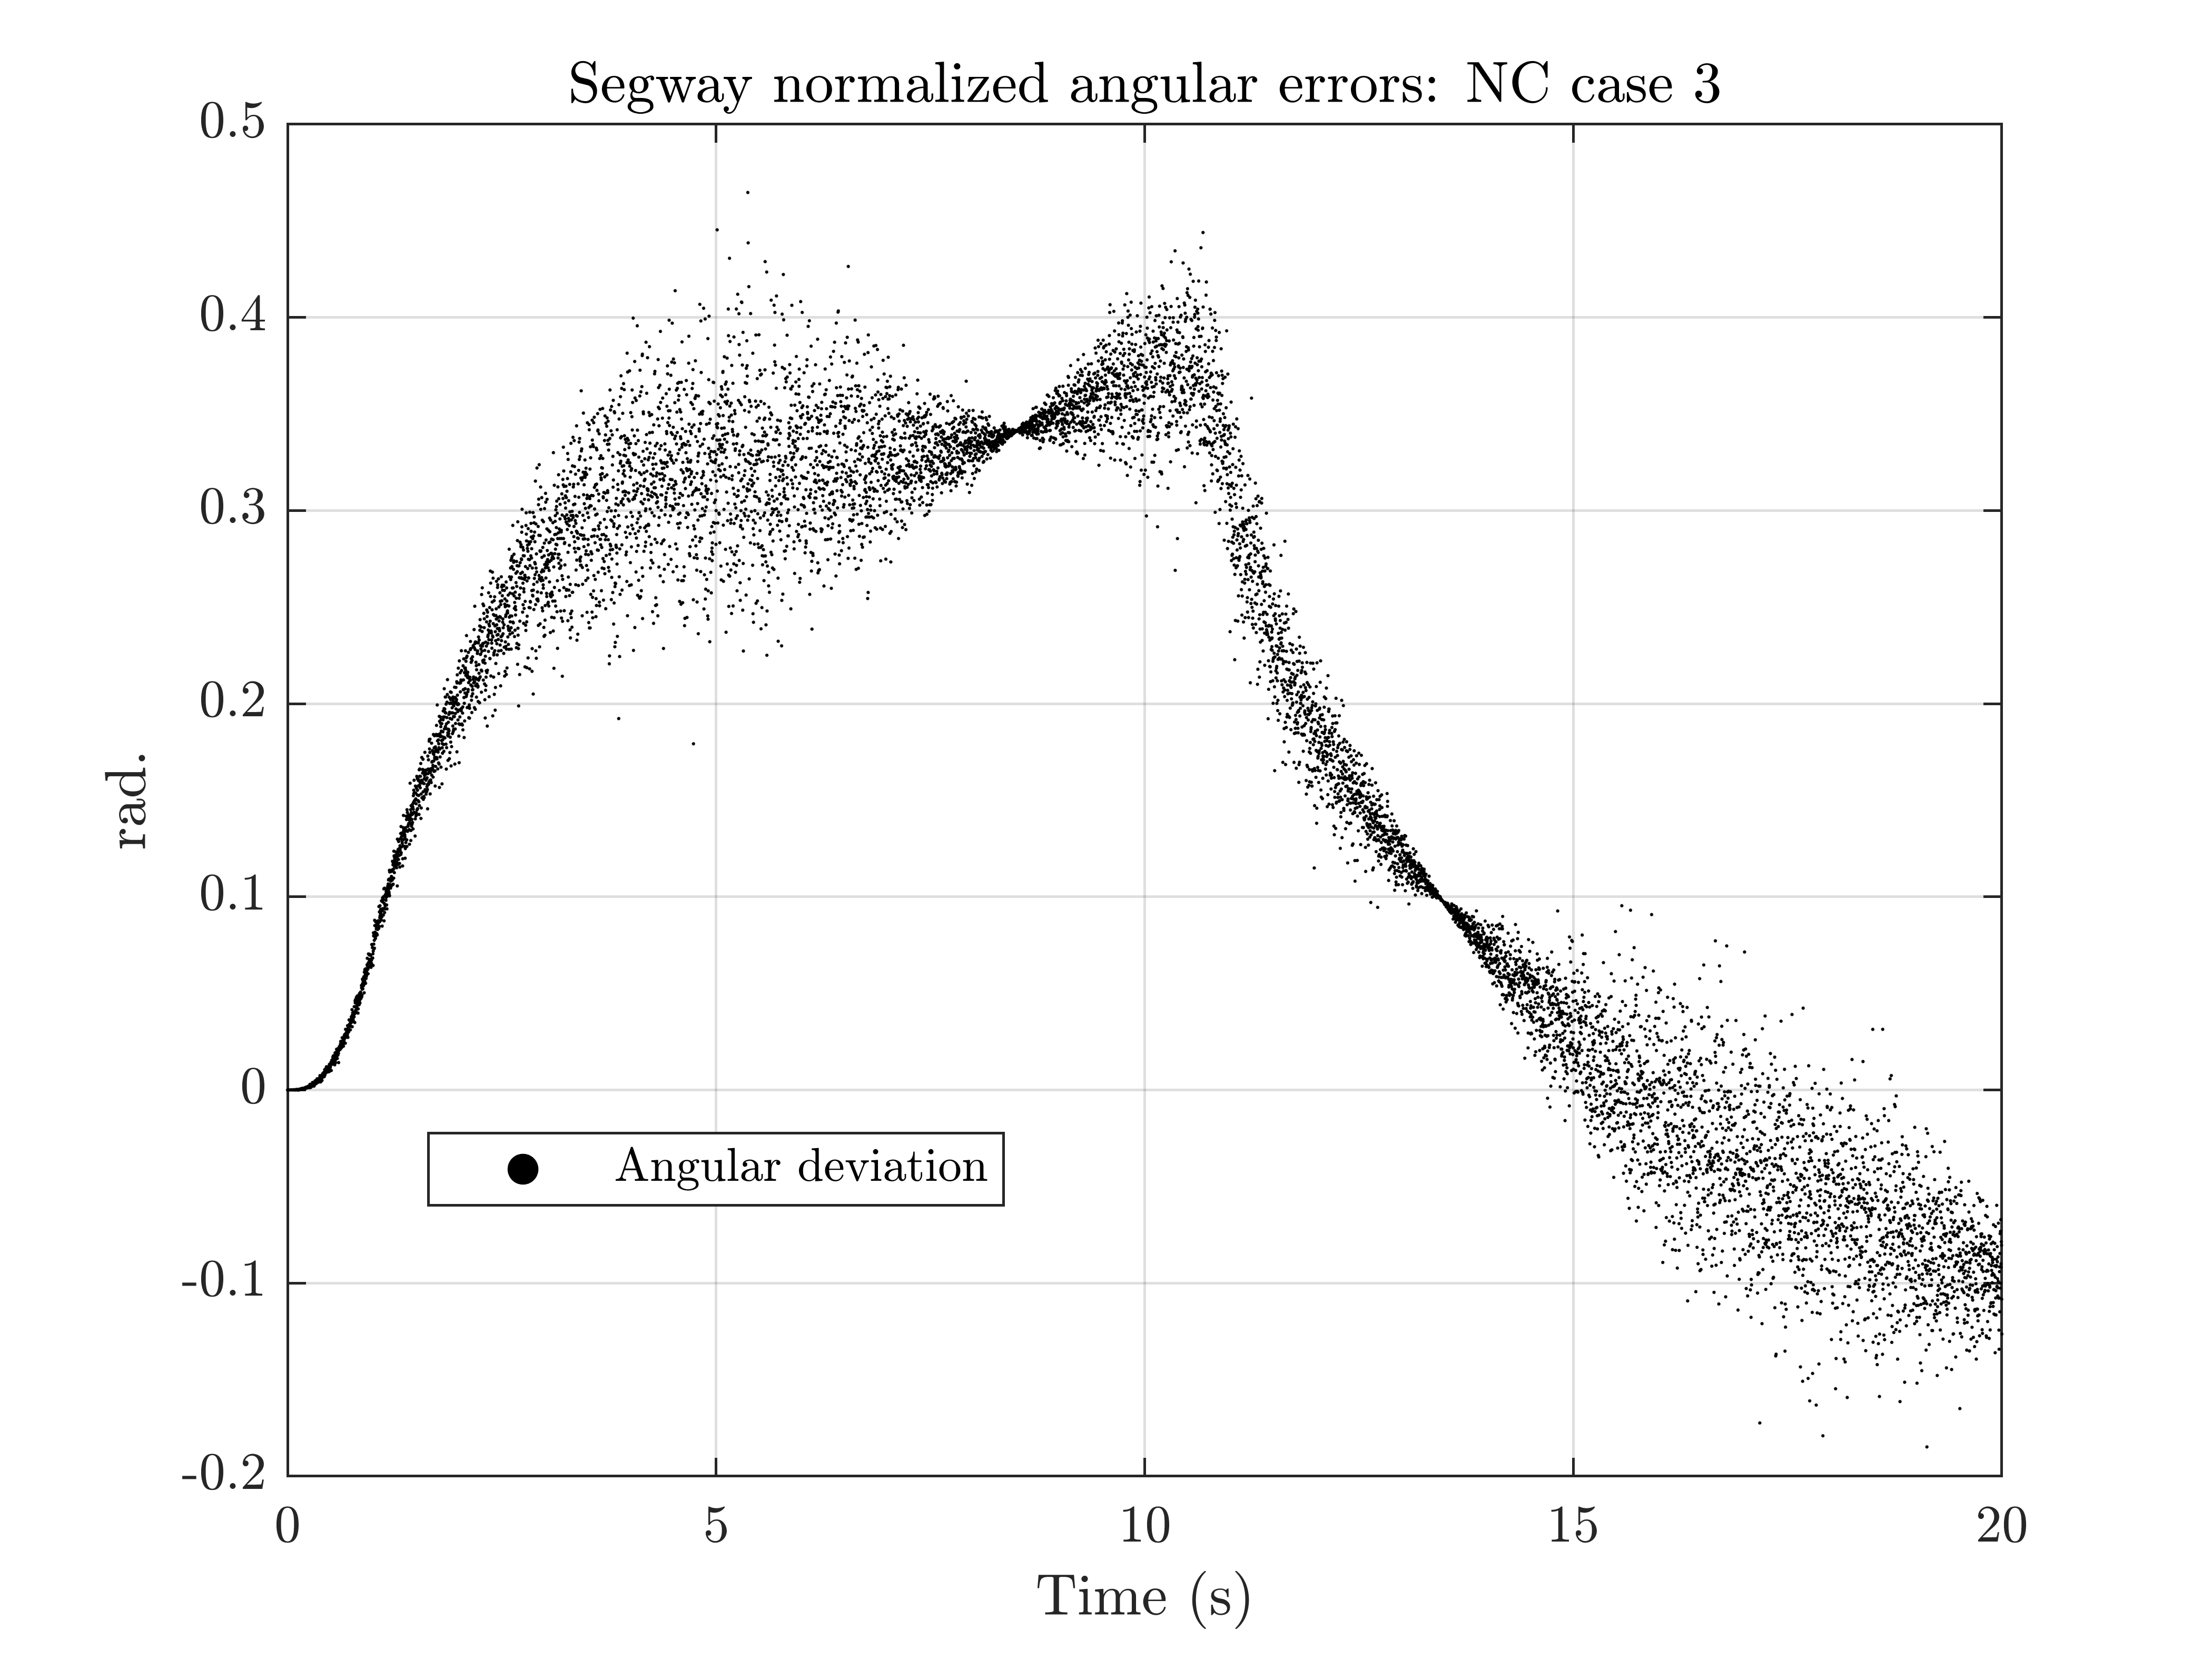 Segway normalized angular errors: NC case 3
0.5
0.4
0.3
0.2
0.1
0
-0.1
-0.2
rad.
Angular deviation
0 5 10 15 20
Time (s)